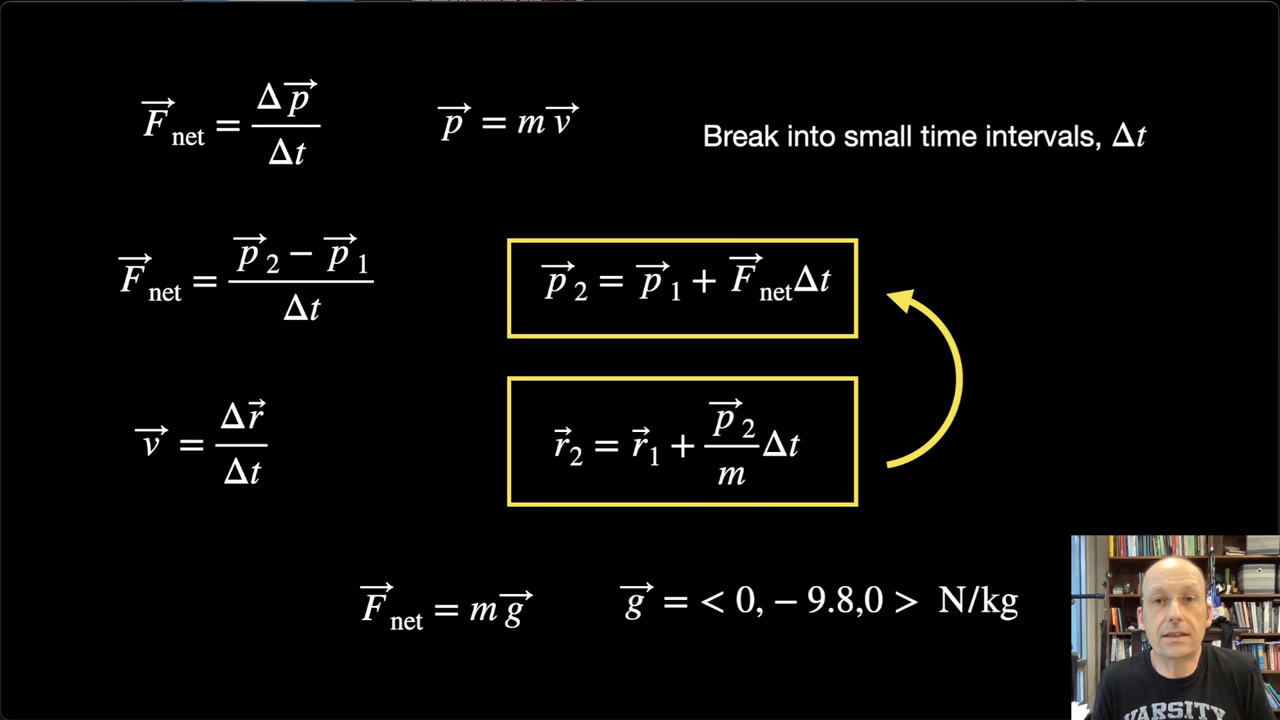 F⃗net = Δp⃗/Δt    p⃗ = mv⃗    Break into small time intervals, Δt
F⃗net = (p⃗2 − p⃗1)/Δt    p⃗2 = p⃗1 + F⃗netΔt
v⃗ = Δr⃗/Δt    r⃗2 = r⃗1 + (p⃗2/m)Δt
F⃗net = mg⃗    g⃗ = < 0, − 9.8,0 > N/kg
VARSITY